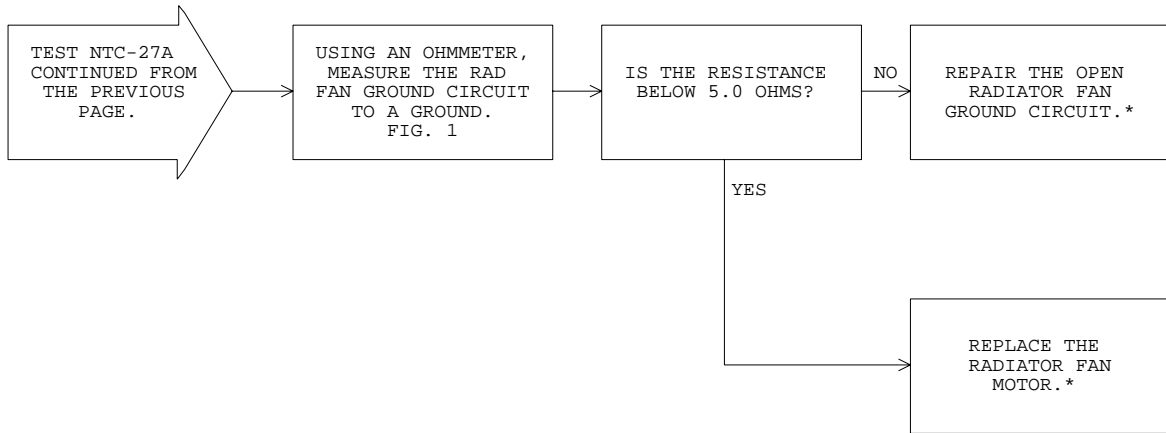 TEST NTC-27A
CONTINUED FROM
THE PREVIOUS
PAGE.
USING AN OHMMETER,
MEASURE THE RAD
FAN GROUND CIRCUIT
TO A GROUND.
FIG. 1
IS THE RESISTANCE
BELOW 5.0 OHMS?
NO
REPAIR THE OPEN
RADIATOR FAN
GROUND CIRCUIT.*
YES
REPLACE THE
RADIATOR FAN
MOTOR.*